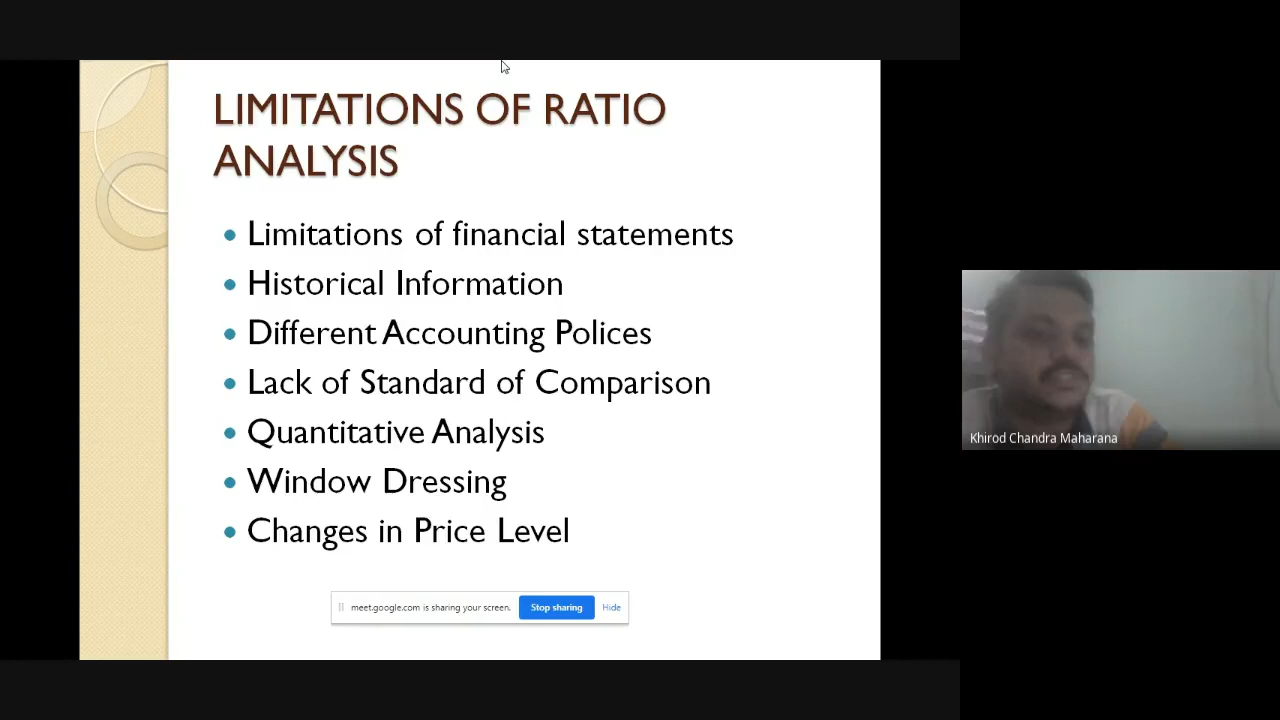 LIMITATIONS OF RATIO
ANALYSIS
Limitations of financial statements
Historical Information
Different Accounting Polices
Lack of Standard of Comparison
Quantitative Analysis
Window Dressing
Changes in Price Level
meet.google.com is sharing your screen. Stop sharing Hide
Khirod Chandra Maharana